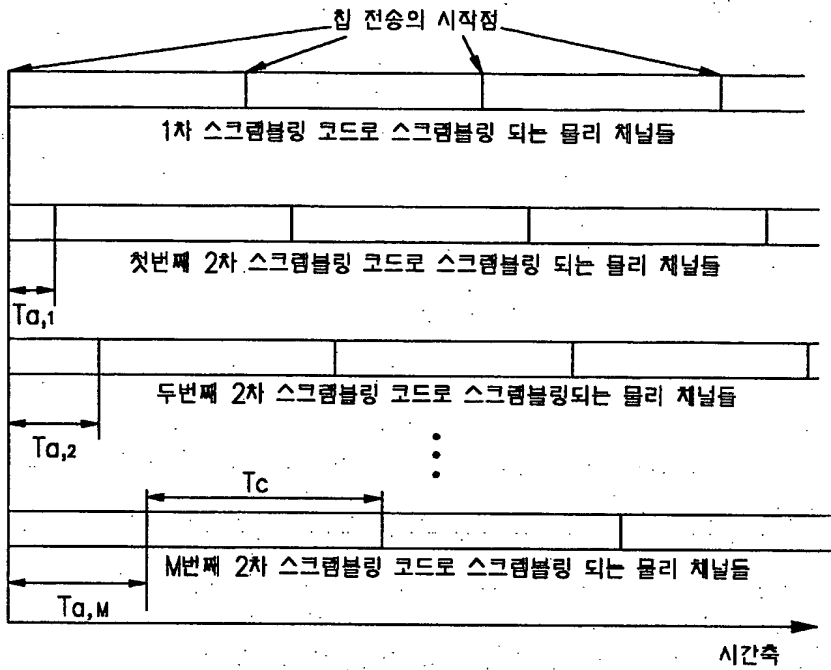 칩 전송의 시작점
1차 스크램블링 코드로 스크램블링 되는 물리 채널들
첫번째 2차 스크램블링 코드로 스크램블링 되는 물리 채널들
Ta,1
두번째 2차 스크램블링 코드로 스크램블링되는 물리 채널들
Ta,2
Tc
M번째 2차 스크램블링 코드로 스크램블링 되는 물리 채널들
Ta,M
시간축